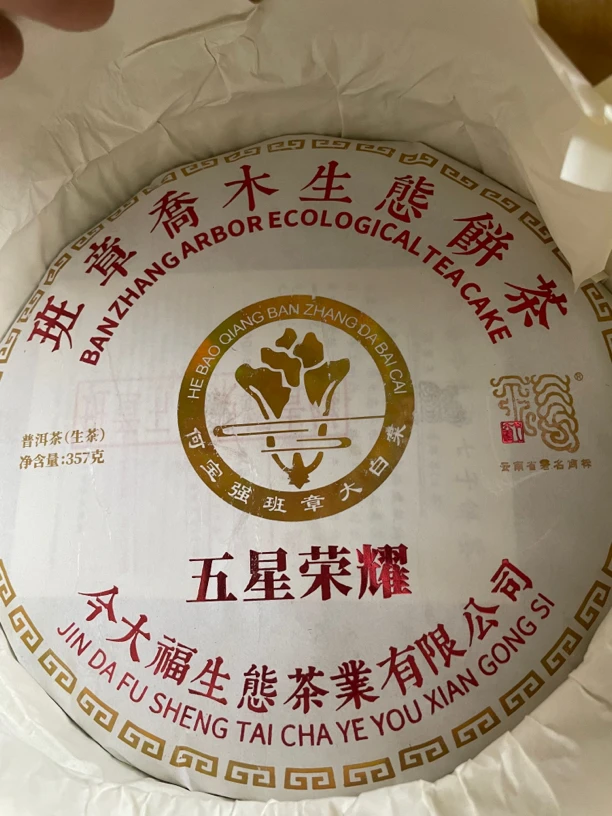 班章喬木生態餅茶
BAN ZHANG ARBOR ECOLOGICAL TEA CAKE
HE BAO QIANG BAN ZHANG DA BAI CAI
何宝强班章大白菜
普洱茶(生茶)
净含量:357克
®
云南省著名商标
五星荣耀
今大福生態茶業有限公司
JIN DA FU SHENG TAI CHA YE YOU XIAN GONG SI